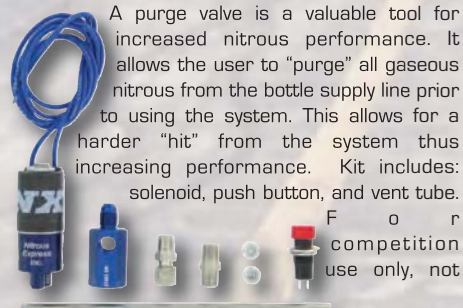 A purge valve is a valuable tool for
increased nitrous performance. It
allows the user to “purge” all gaseous
nitrous from the bottle supply line prior
to using the system. This allows for a
harder “hit” from the system thus
increasing performance. Kit includes:
solenoid, push button, and vent tube.
F o r
competition
use only, not
NX
Nitrous
Express
Inc.